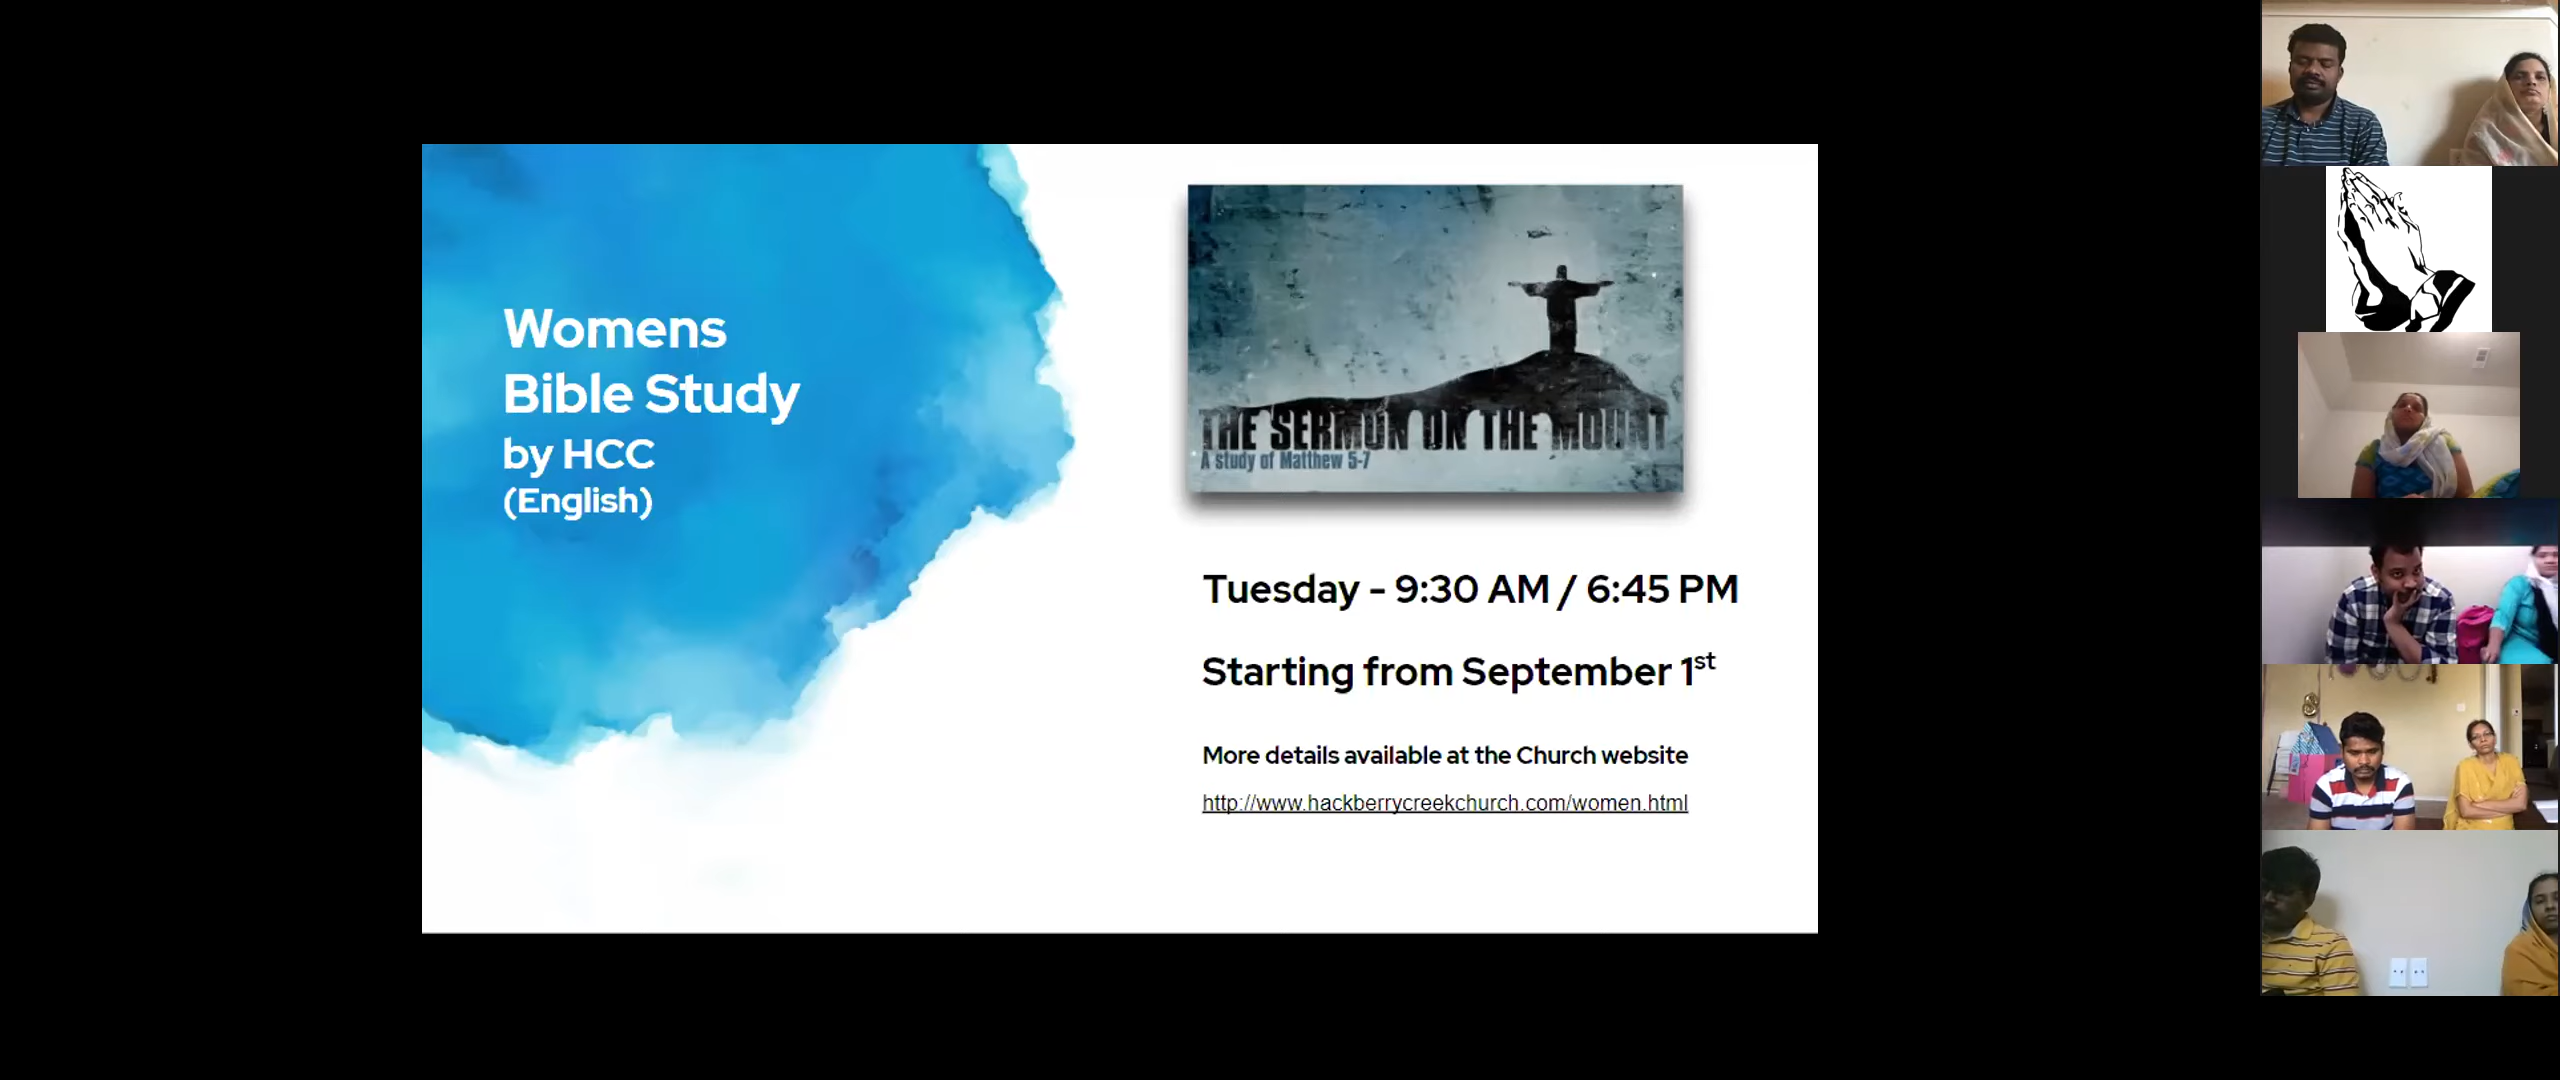 Womens
Bible Study
by HCC
(English)
THE SERMON ON THE MOUNT
A study of Matthew 5-7
Tuesday - 9:30 AM / 6:45 PM
Starting from September 1st
More details available at the Church website
http://www.hackberrycreekchurch.com/women.html